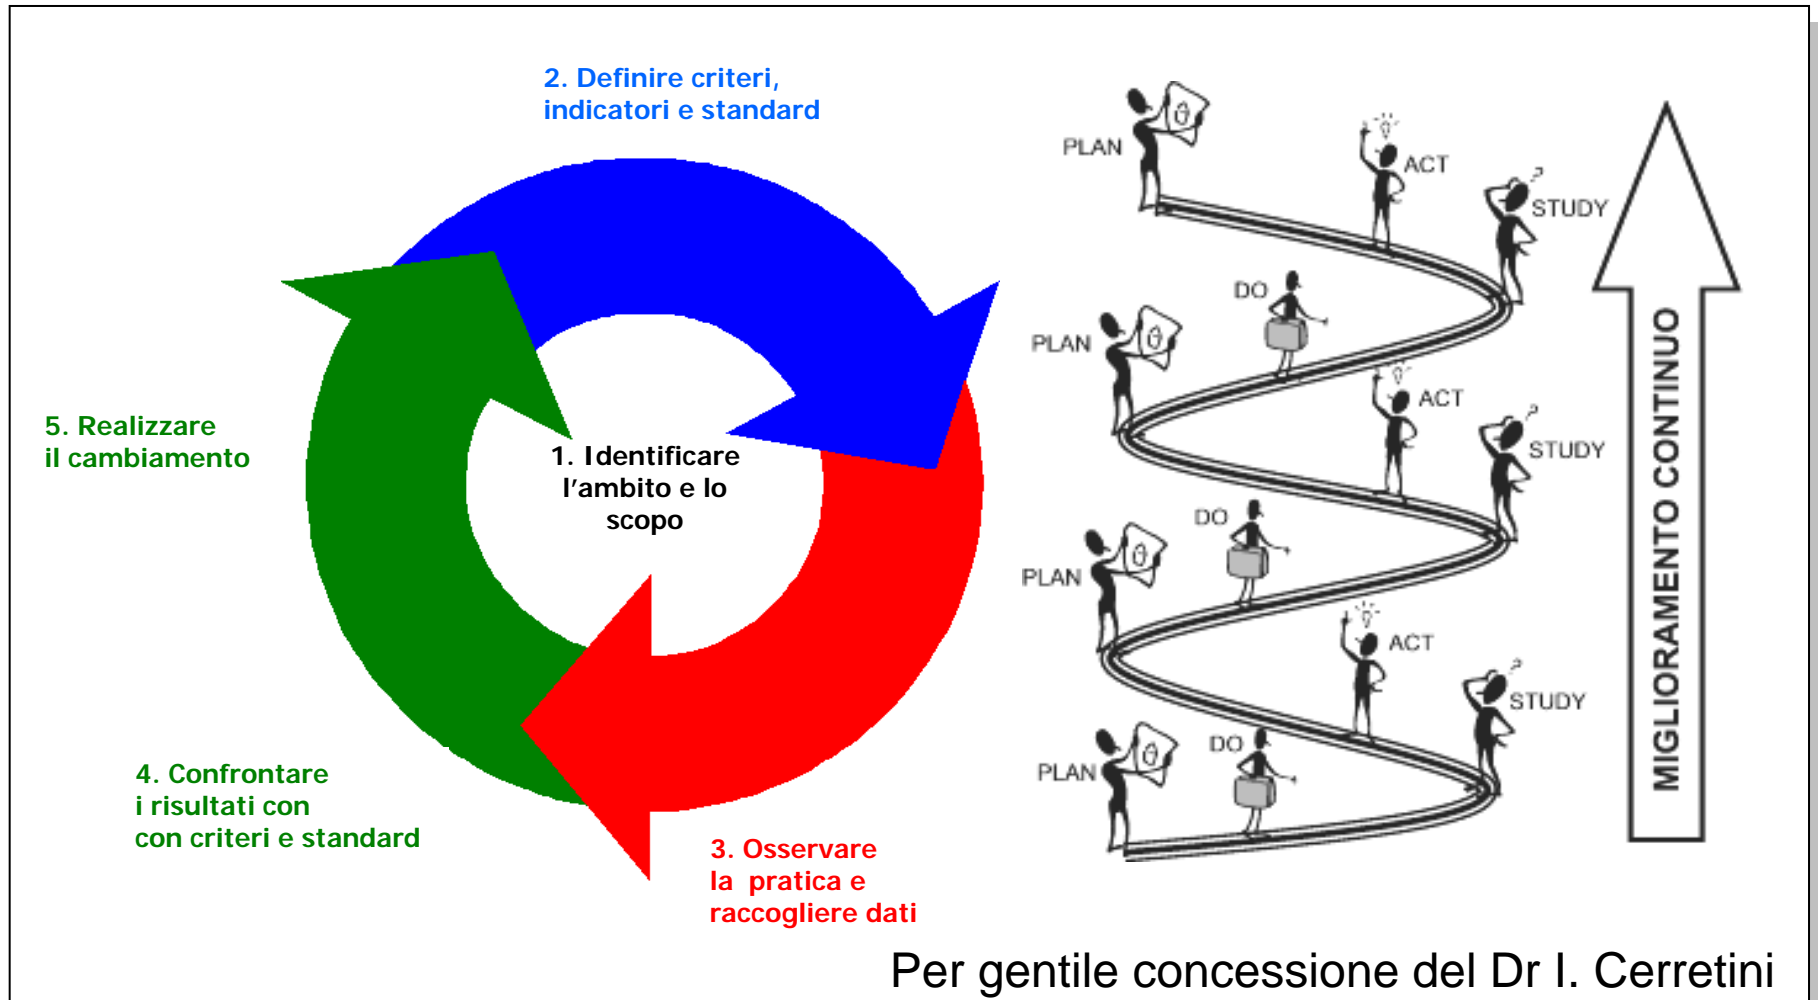 2. Definire criteri,
indicatori e standard
1. Identificare
l'ambito e lo
scopo
5. Realizzare
il cambiamento
4. Confrontare
i risultati con
con criteri e standard
3. Osservare
la pratica e
raccogliere dati
PLAN
ACT
STUDY
DO
PLAN
ACT
STUDY
DO
PLAN
ACT
STUDY
DO
PLAN
MIGLIORAMENTO CONTINUO
Per gentile concessione del Dr I. Cerretini